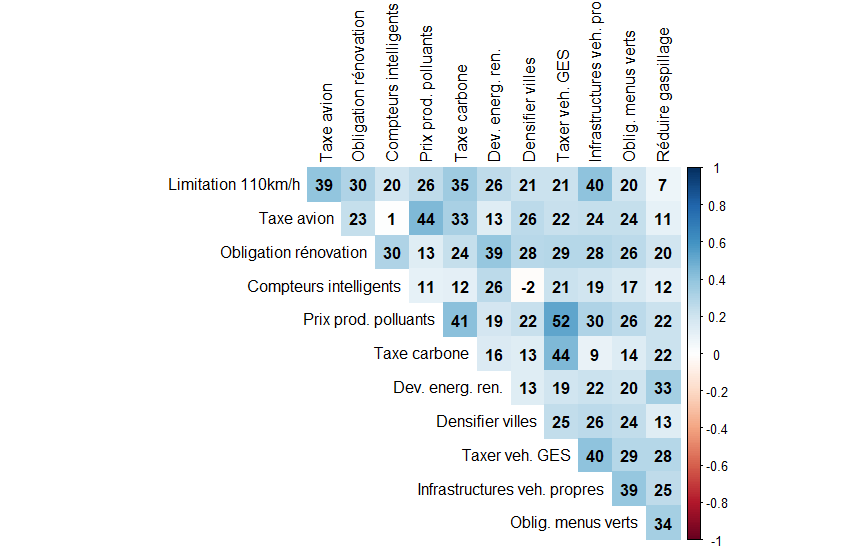 Taxe avion
Obligation rénovation
Compteurs intelligents
Prix prod. polluants
Taxe carbone
Dev. energ. ren.
Densifier villes
Taxer veh. GES
Infrastructures veh. pro
Oblig. menus verts
Réduire gaspillage
Limitation 110km/h 39 30 20 26 35 26 21 21 40 20 7
Taxe avion 23 1 44 33 13 26 22 24 24 11
Obligation rénovation 30 13 24 39 28 29 28 26 20
Compteurs intelligents 11 12 26 -2 21 19 17 12
Prix prod. polluants 41 19 22 52 30 26 22
Taxe carbone 16 13 44 9 14 22
Dev. energ. ren. 13 19 22 20 33
Densifier villes 25 26 24 13
Taxer veh. GES 40 29 28
Infrastructures veh. propres 39 25
Oblig. menus verts 34
1
0.8
0.6
0.4
0.2
0
-0.2
-0.4
-0.6
-0.8
-1